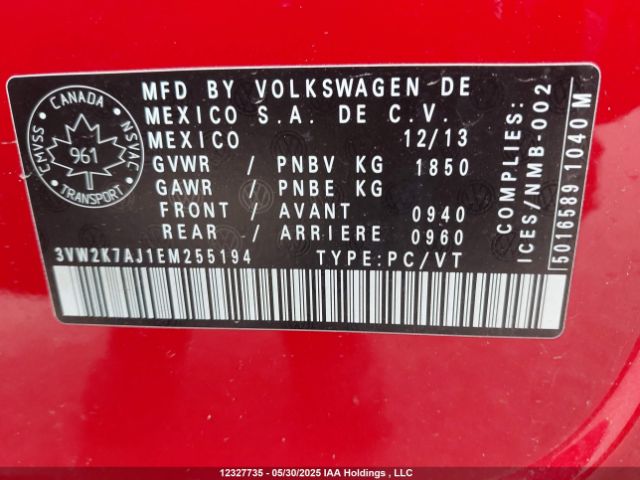 MFD BY VOLKSWAGEN DE
MEXICO S.A. DE C.V.
MEXICO 12/13
GVWR / PNBV KG 1850
GAWR / PNBE KG
FRONT / AVANT 0940
REAR / ARRIERE 0960
3VW2K7AJ1EM255194 TYPE:PC/VT
CANADA
CMVSS NSVAC
961
TRANSPORT
COMPLIES:
ICES/NMB-002
5016589 1040 M
12327735 - 05/30/2025 IAA Holdings , LLC